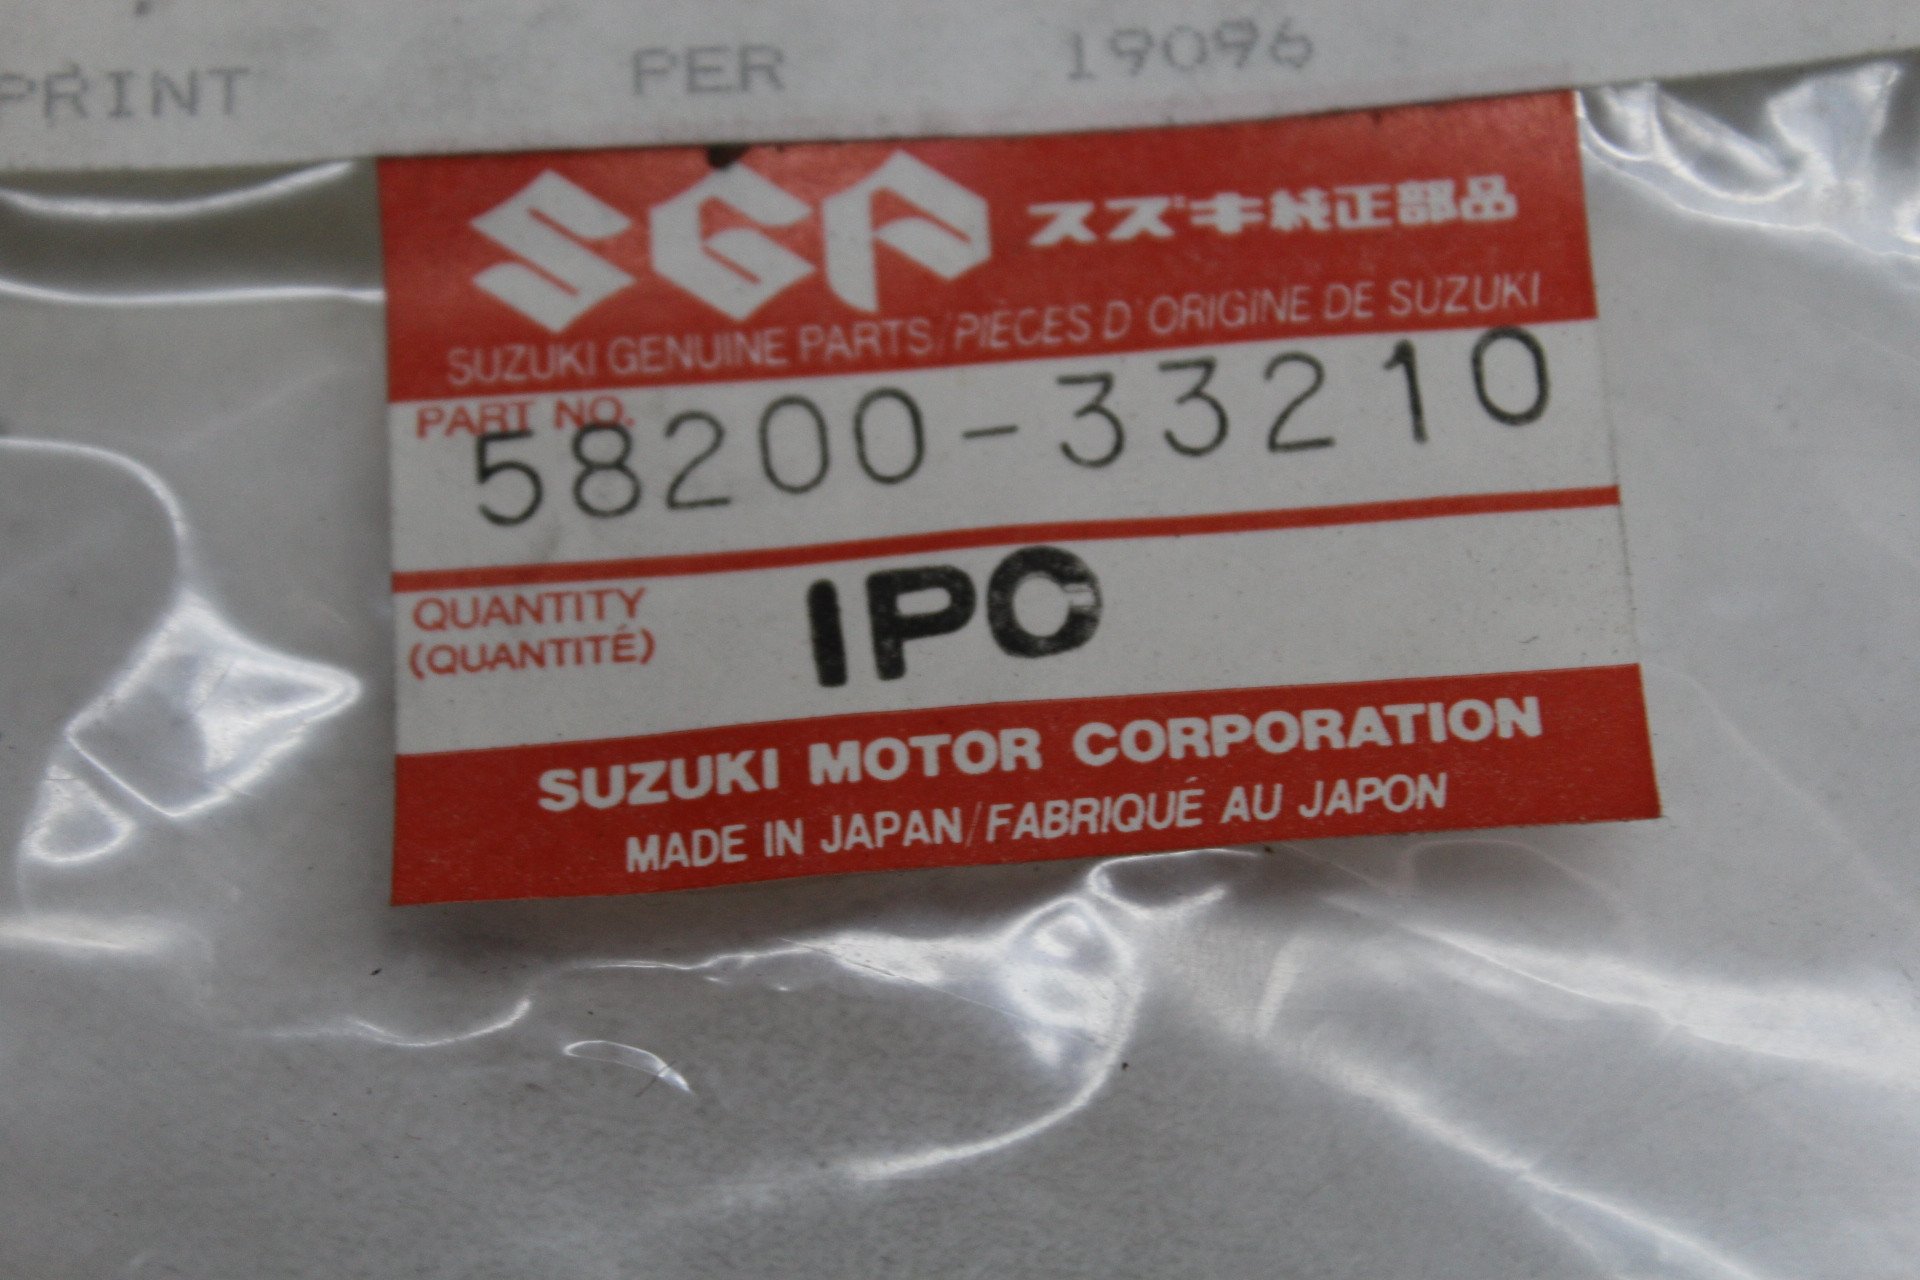 PRINT PER 19096
SGP スズキ純正部品
SUZUKI GENUINE PARTS/PIÈCES D'ORIGINE DE SUZUKI
PART NO.
58200-33210
QUANTITY
(QUANTITÉ)
1PC
SUZUKI MOTOR CORPORATION
MADE IN JAPAN/FABRIQUÉ AU JAPON